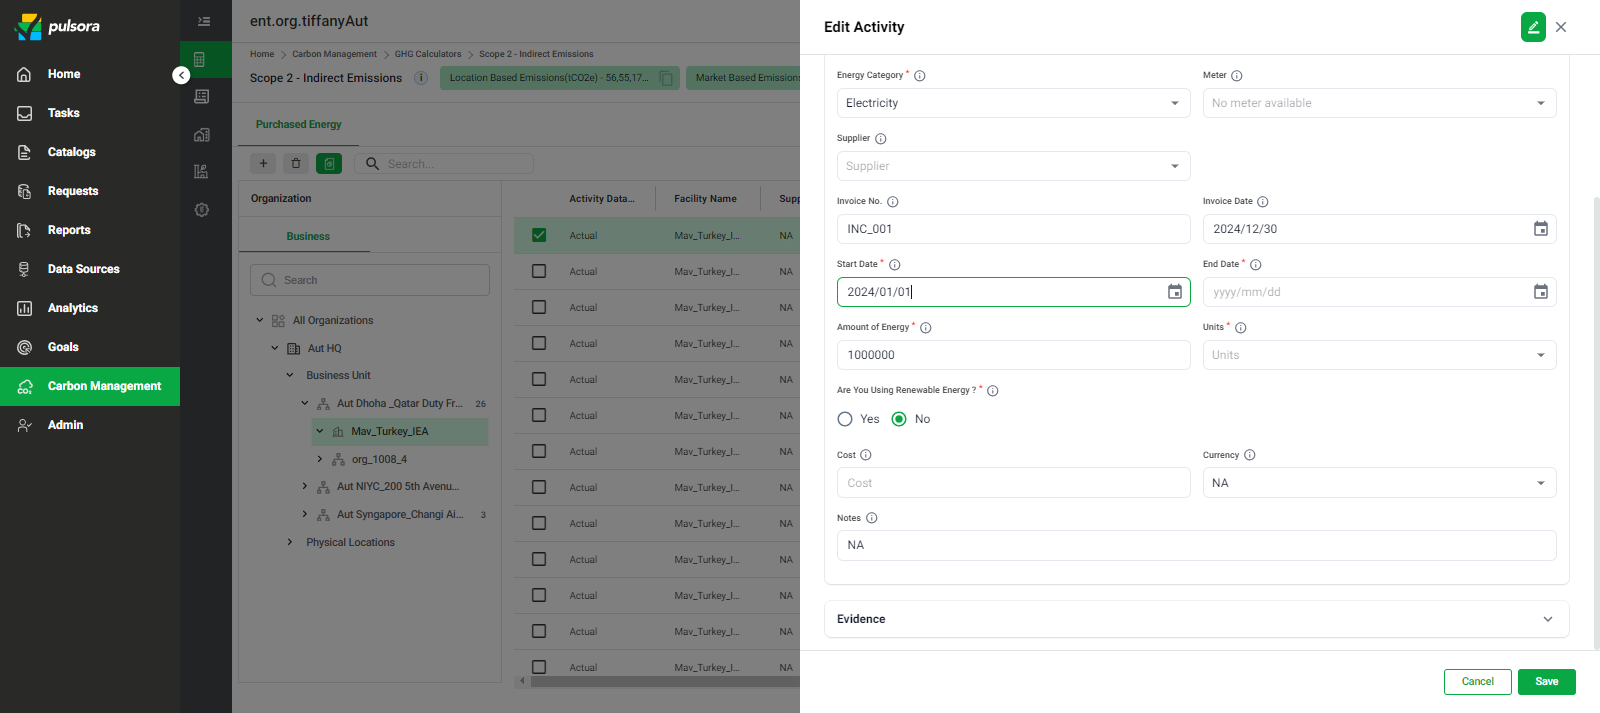 pulsora
Home
Tasks
Catalogs
Requests
Reports
Data Sources
Analytics
Goals
Carbon Management
Admin
ent.org.tiffanyAut
Home > Carbon Management > GHG Calculators > Scope 2 - Indirect Emissions
Scope 2 - Indirect Emissions
Location Based Emissions(tCO2e) - 56,55,17...
Market Based Emissions
Purchased Energy
Search...
Organization
Business
Search
All Organizations
Aut HQ
Business Unit
Aut Dhoha _Qatar Duty Fr... 26
Mav_Turkey_IEA
org_1008_4
Aut NIYC_200 5th Avenu...
Aut Syngapore_Changi Ai... 3
Physical Locations
Activity Data... Facility Name Supp
Actual Mav_Turkey_I... NA
Actual Mav_Turkey_I... NA
Actual Mav_Turkey_I... NA
Actual Mav_Turkey_I... NA
Actual Mav_Turkey_I... NA
Actual Mav_Turkey_I... NA
Actual Mav_Turkey_I... NA
Actual Mav_Turkey_I... NA
Actual Mav_Turkey_I... NA
Actual Mav_Turkey_I... NA
Actual Mav_Turkey_I... NA
Actual Mav_Turkey_I... NA
Actual Mav_Turkey_I... NA
Edit Activity
Energy Category *
Electricity
Meter
No meter available
Supplier
Supplier
Invoice No.
INC_001
Invoice Date
2024/12/30
Start Date *
2024/01/01
End Date *
yyyy/mm/dd
Amount of Energy *
1000000
Units *
Units
Are You Using Renewable Energy ? *
Yes No
Cost
Cost
Currency
NA
Notes
NA
Evidence
Cancel Save